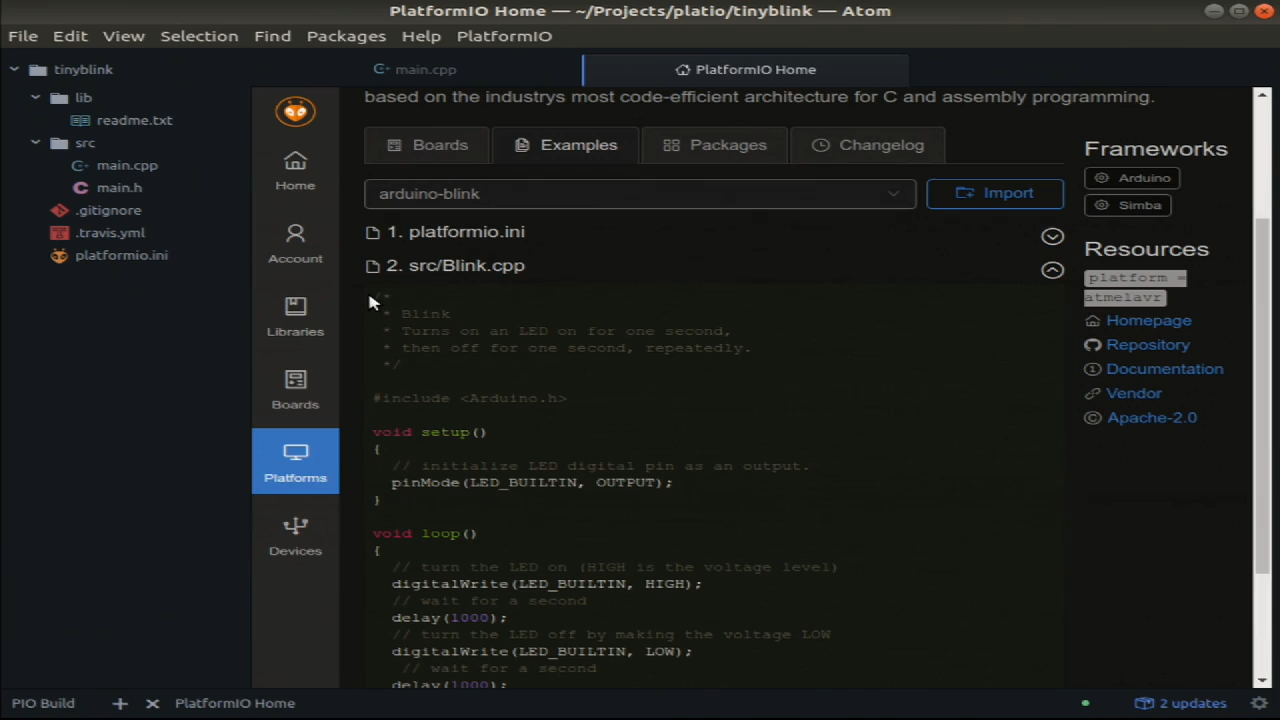 PlatformIO Home — ~/Projects/platio/tinyblink — Atom
File Edit View Selection Find Packages Help PlatformIO
tinyblink
lib
readme.txt
src
main.cpp
main.h
.gitignore
.travis.yml
platformio.ini
main.cpp
PlatformIO Home
Home
Account
Libraries
Boards
Platforms
Devices
based on the industrys most code-efficient architecture for C and assembly programming.
Boards Examples Packages Changelog
arduino-blink
Import
1. platformio.ini
2. src/Blink.cpp
/*
* Blink
* Turns on an LED on for one second,
* then off for one second, repeatedly.
*/
#include <Arduino.h>
void setup()
{
// initialize LED digital pin as an output.
pinMode(LED_BUILTIN, OUTPUT);
}
void loop()
{
// turn the LED on (HIGH is the voltage level)
digitalWrite(LED_BUILTIN, HIGH);
// wait for a second
delay(1000);
// turn the LED off by making the voltage LOW
digitalWrite(LED_BUILTIN, LOW);
// wait for a second
delay(1000);
Frameworks
Arduino
Simba
Resources
platform =
atmelavr
Homepage
Repository
Documentation
Vendor
Apache-2.0
PIO Build + × PlatformIO Home
2 updates